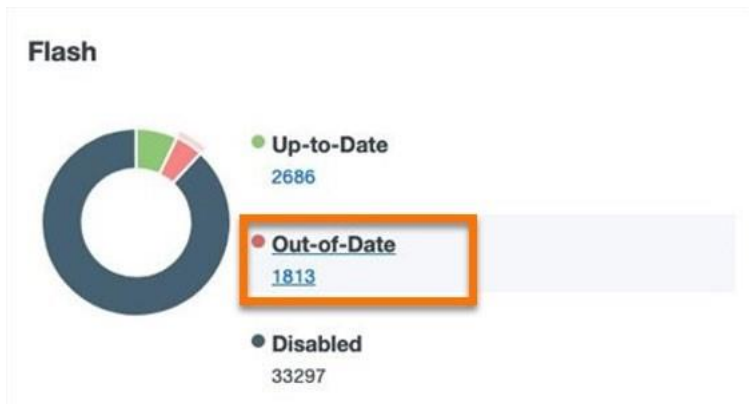 Flash
Up-to-Date
2686
Out-of-Date
1813
Disabled
33297